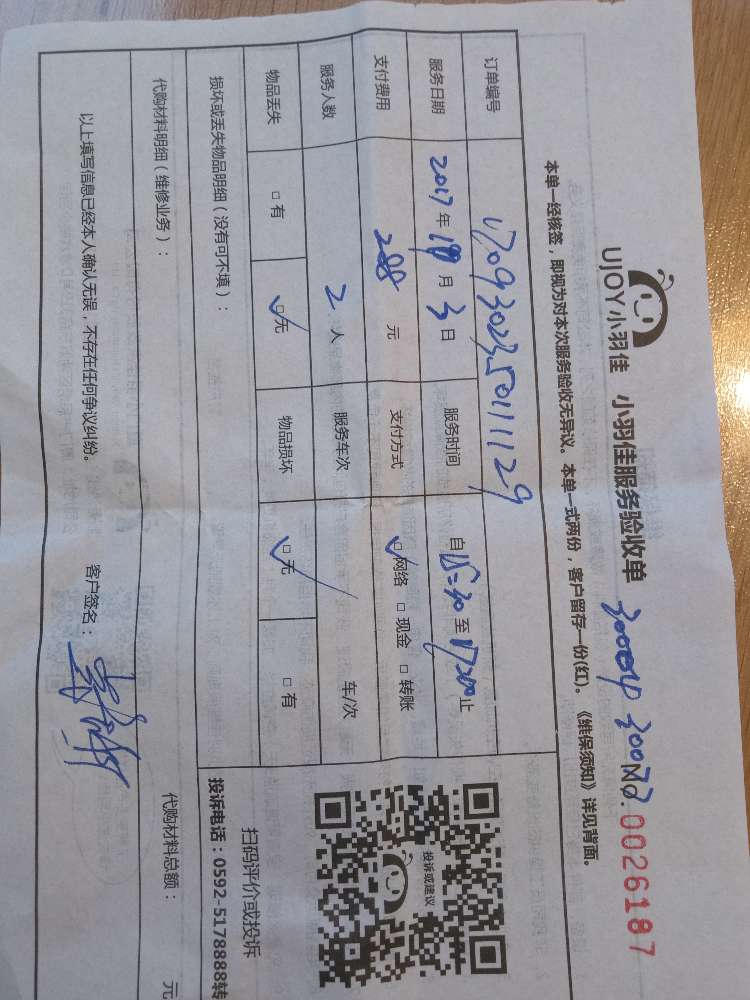 UJOY小羽佳 小羽佳服务验收单 30004 30077 No.0026187
本单一经核签，即视为对本次服务验收无异议。本单一式两份，客户留存一份(红)。《维保须知》详见背面。
订单编号 V7093023501111129
服务日期 2017年10月3日 服务时间 自15:30至17:30止
支付费用 288元 支付方式 ☑网络 □现金 □转账
服务人数 2人 服务车次 车/次
物品丢失 □有 ☑无 物品损坏 ☑无 □有
损坏或丢失物品明细（没有可不填）：
代购材料明细（维修业务）： 代购材料总额： 元
以上填写信息已经本人确认无误，不存在任何争议纠纷。 客户签名：
投诉或建议
扫码评价或投诉
投诉电话：0592-5178888转